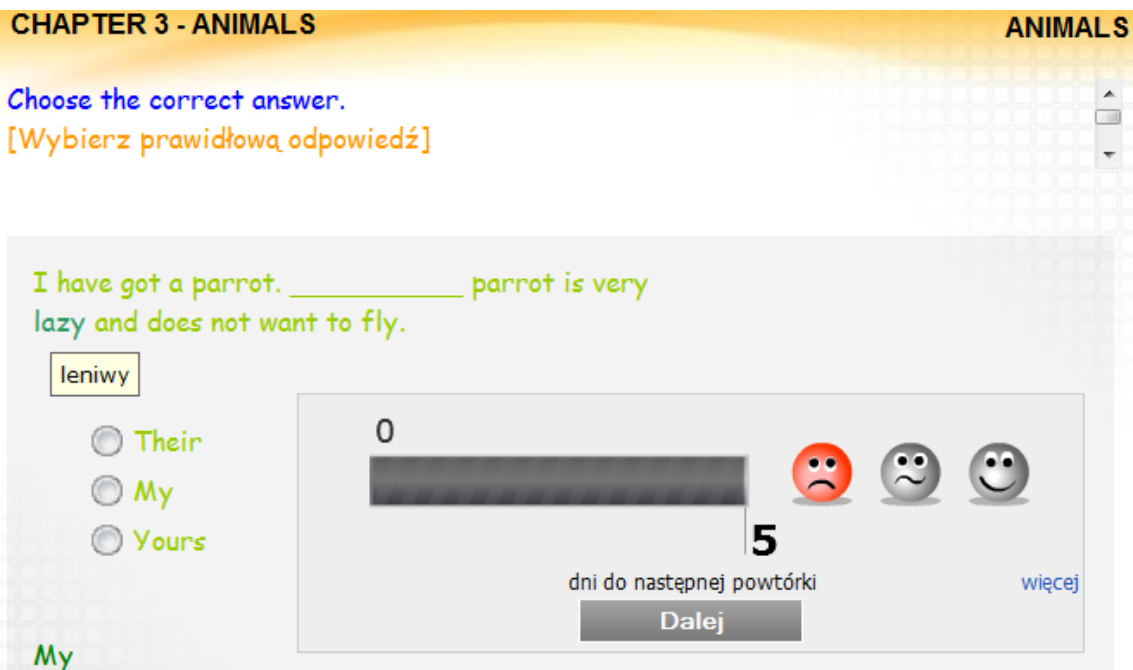 CHAPTER 3 - ANIMALS
ANIMALS
Choose the correct answer.
[Wybierz prawidłową odpowiedź]
I have got a parrot. ___________ parrot is very
lazy and does not want to fly.
leniwy
Their
My
Yours
0
5
dni do następnej powtórki
więcej
Dalej
My